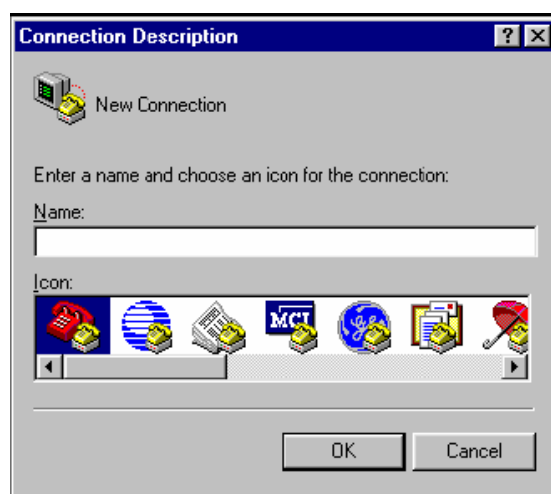 Connection Description
New Connection
Enter a name and choose an icon for the connection:
Name:
Icon:
MCI
OK
Cancel